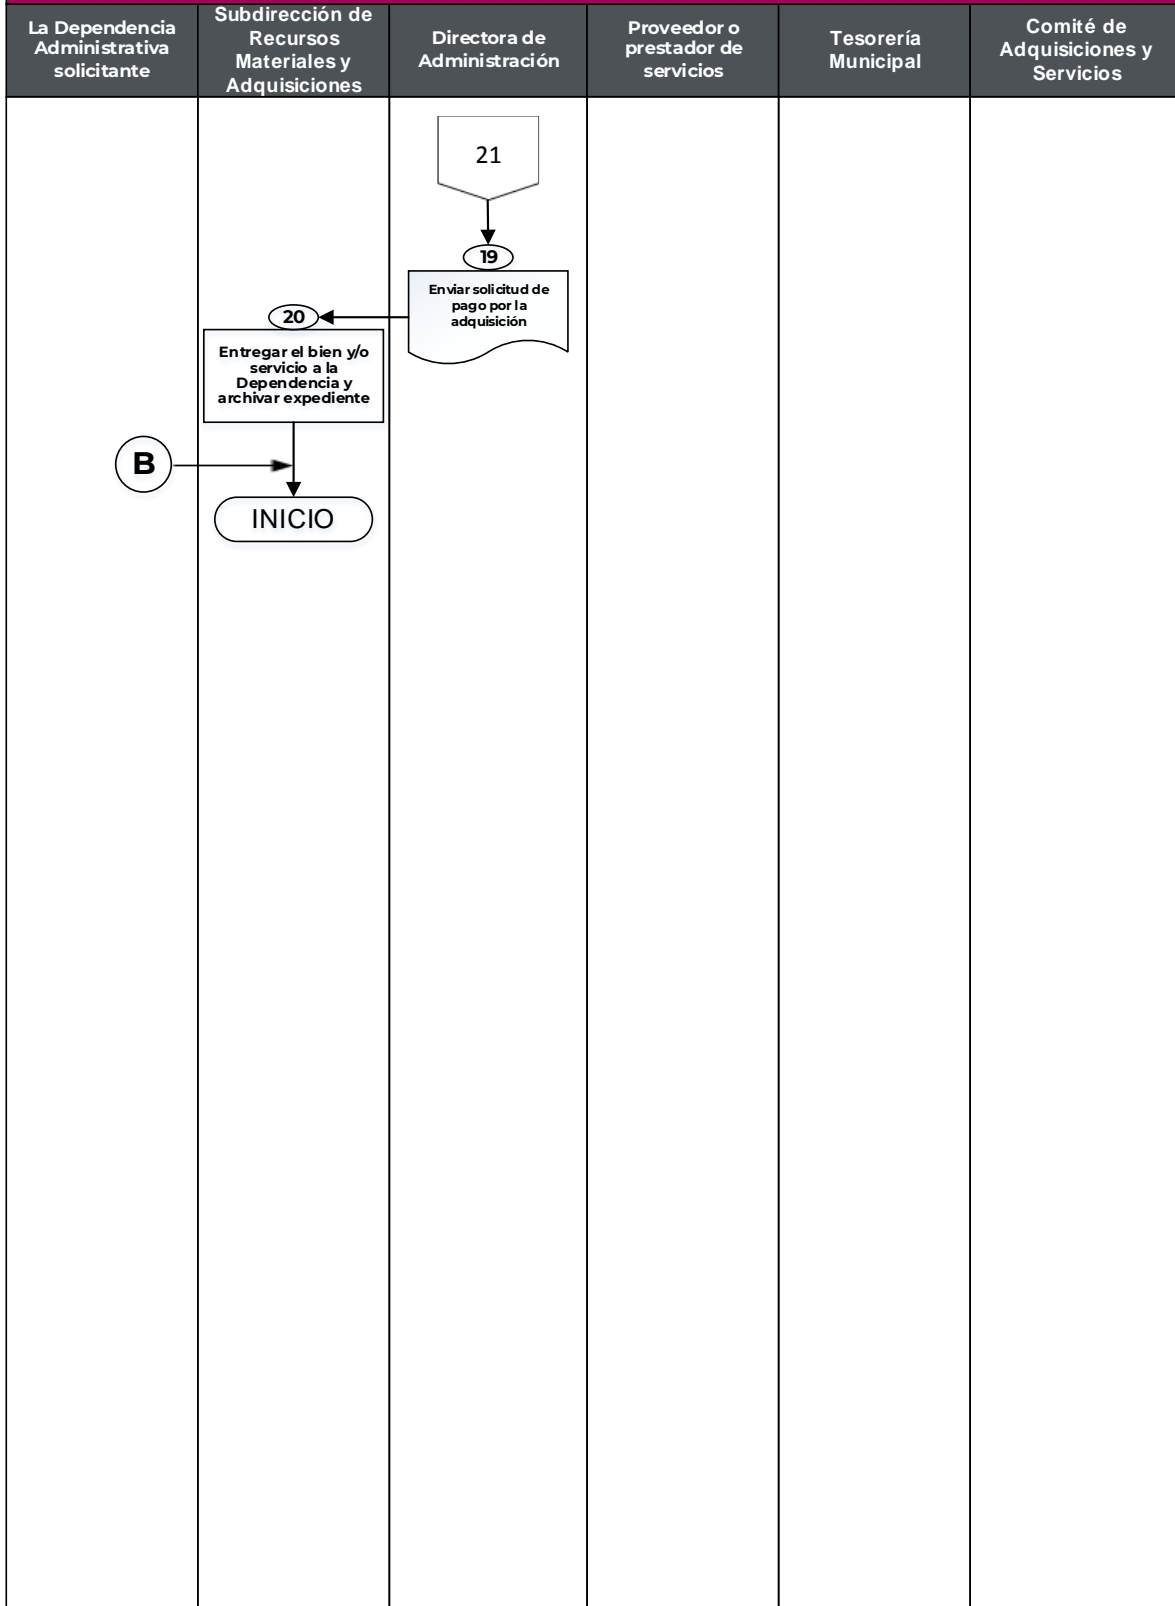 La Dependencia
Administrativa
solicitante
Subdirección de
Recursos
Materiales y
Adquisiciones
Directora de
Administración
Proveedor o
prestador de
servicios
Tesorería
Municipal
Comité de
Adquisiciones y
Servicios
21
19
Enviar solicitud de
pago por la
adquisición
20
Entregar el bien y/o
servicio a la
Dependencia y
archivar expediente
B
INICIO